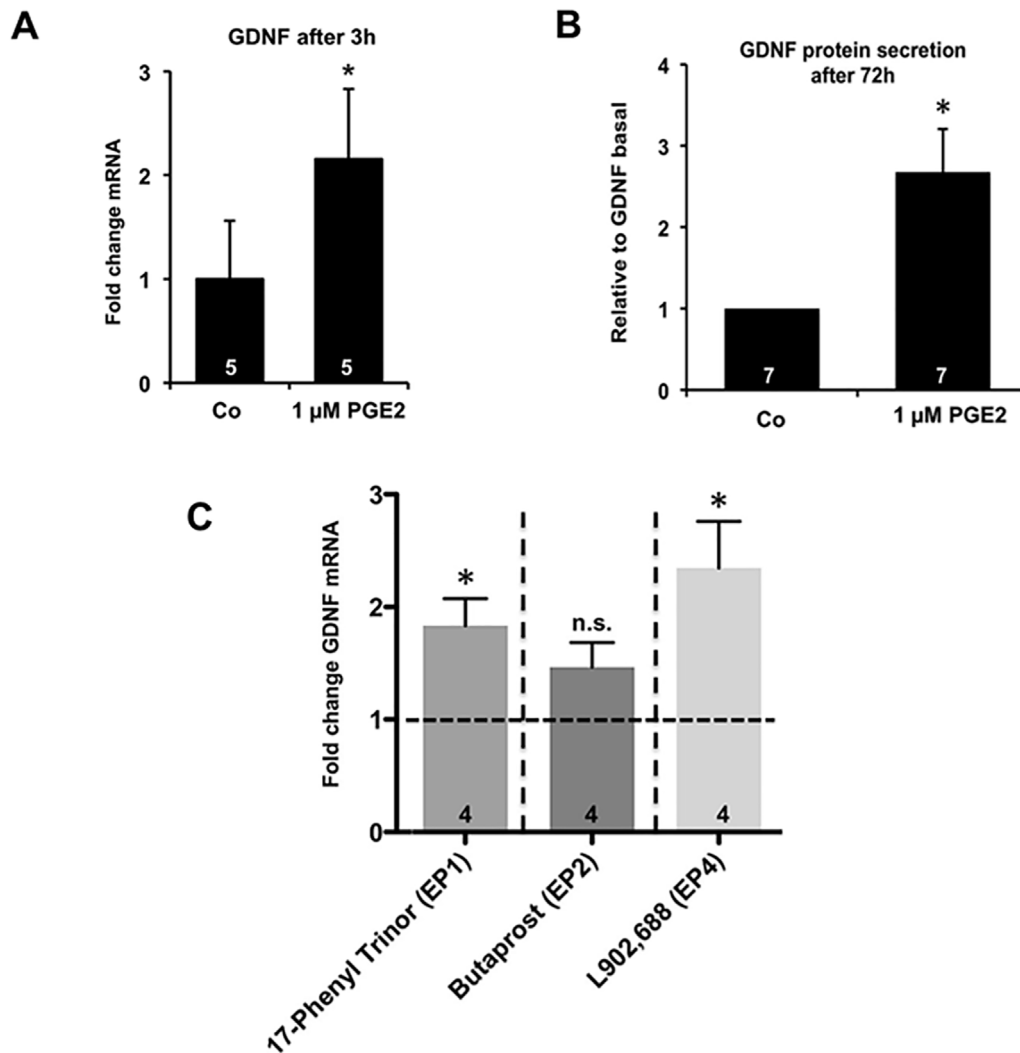 A
GDNF after 3h
Fold change mRNA
3
2
1
0
*
5
5
Co
1 µM PGE2
B
GDNF protein secretion
after 72h
Relative to GDNF basal
4
3
2
1
0
*
7
7
Co
1 µM PGE2
C
Fold change GDNF mRNA
3
2
1
0
*
n.s.
*
4
4
4
17-Phenyl Trinor (EP1)
Butaprost (EP2)
L902,688 (EP4)